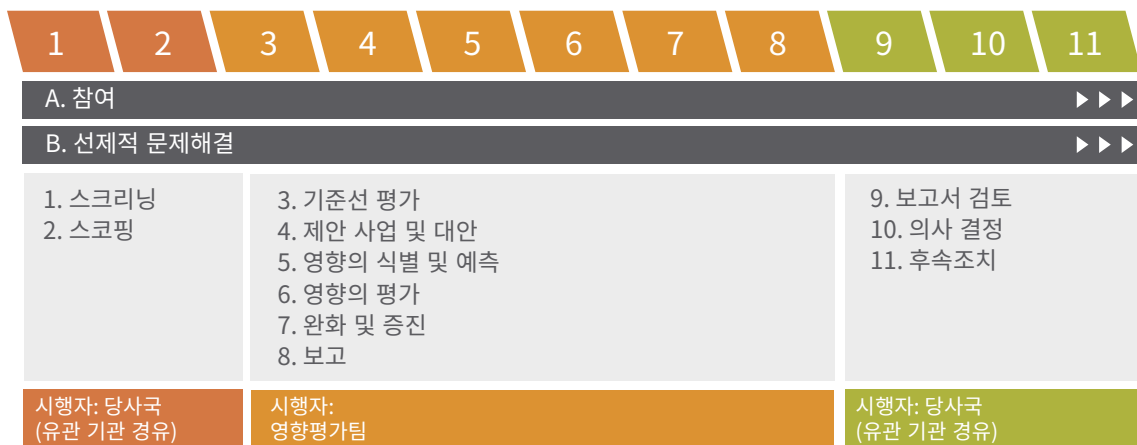 1 2 3 4 5 6 7 8 9 10 11
A. 참여
B. 선제적 문제해결
1. 스크리닝
2. 스코핑
3. 기준선 평가
4. 제안 사업 및 대안
5. 영향의 식별 및 예측
6. 영향의 평가
7. 완화 및 증진
8. 보고
9. 보고서 검토
10. 의사 결정
11. 후속조치
시행자: 당사국
(유관 기관 경유)
시행자:
영향평가팀
시행자: 당사국
(유관 기관 경유)